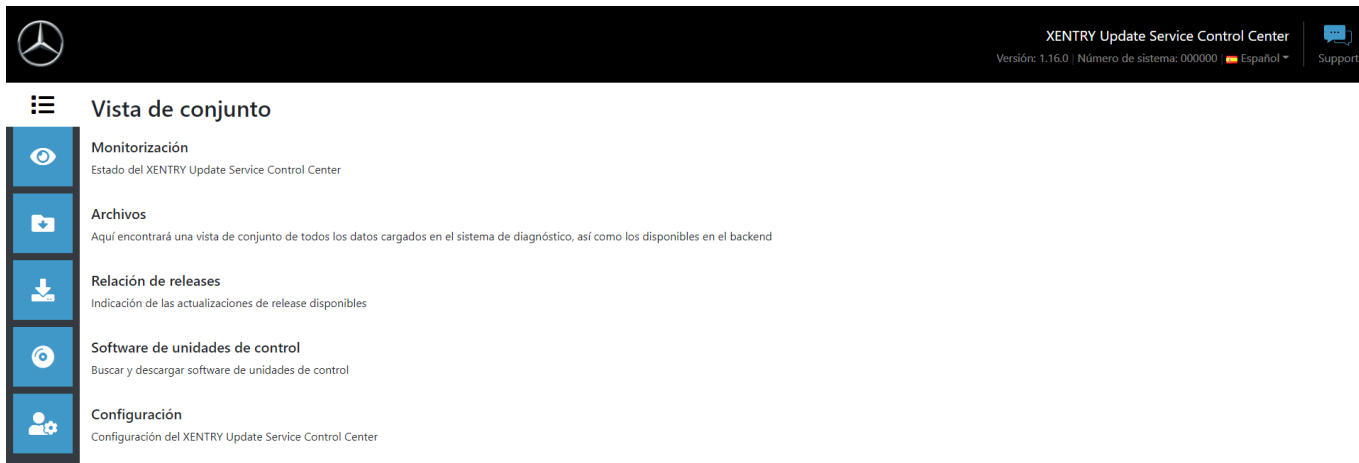 XENTRY Update Service Control Center
Versión: 1.16.0 | Número de sistema: 000000 | Español
Support
Vista de conjunto
Monitorización
Estado del XENTRY Update Service Control Center
Archivos
Aquí encontrará una vista de conjunto de todos los datos cargados en el sistema de diagnóstico, así como los disponibles en el backend
Relación de releases
Indicación de las actualizaciones de release disponibles
Software de unidades de control
Buscar y descargar software de unidades de control
Configuración
Configuración del XENTRY Update Service Control Center